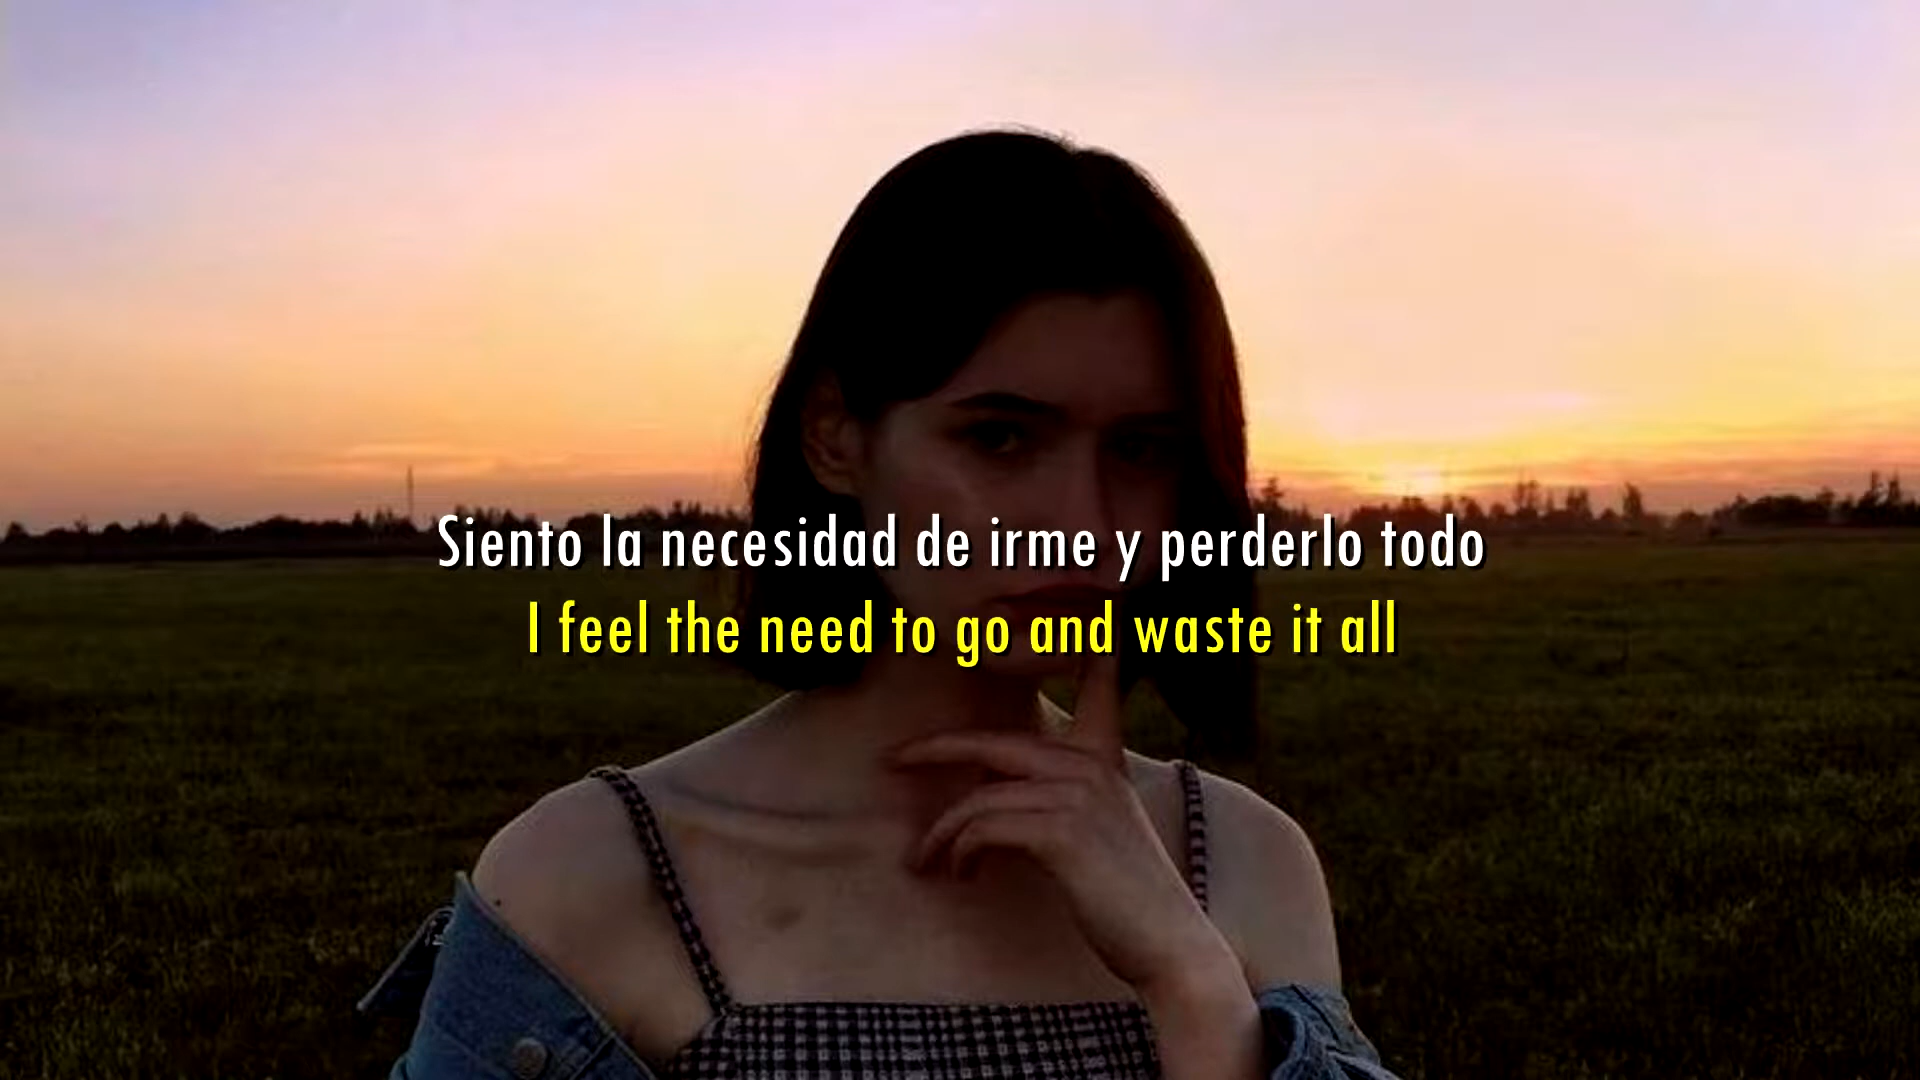 Siento la necesidad de irme y perderlo todo
I feel the need to go and waste it all